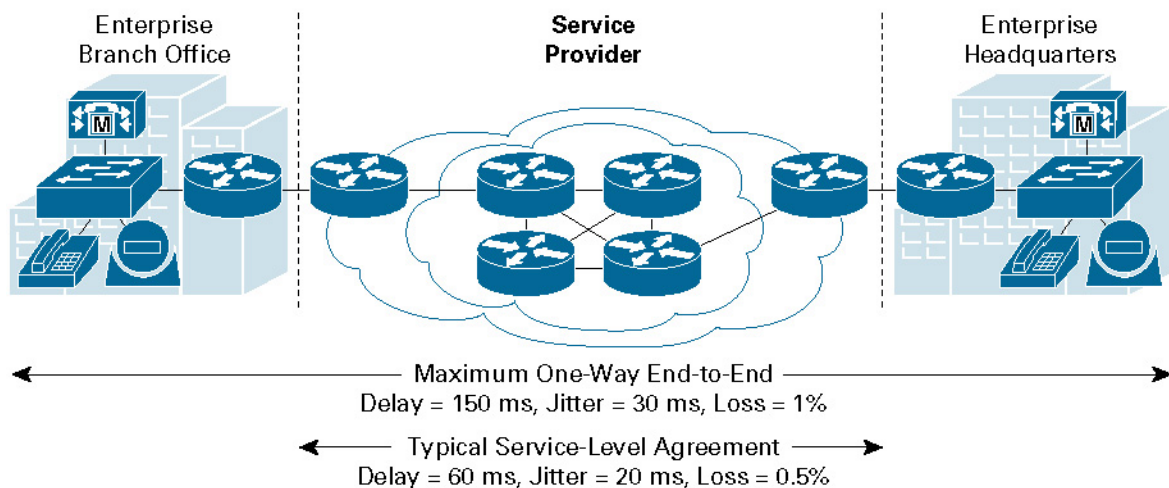 Enterprise
Branch Office
Service
Provider
Enterprise
Headquarters
M
M
Maximum One-Way End-to-End
Delay = 150 ms, Jitter = 30 ms, Loss = 1%
Typical Service-Level Agreement
Delay = 60 ms, Jitter = 20 ms, Loss = 0.5%